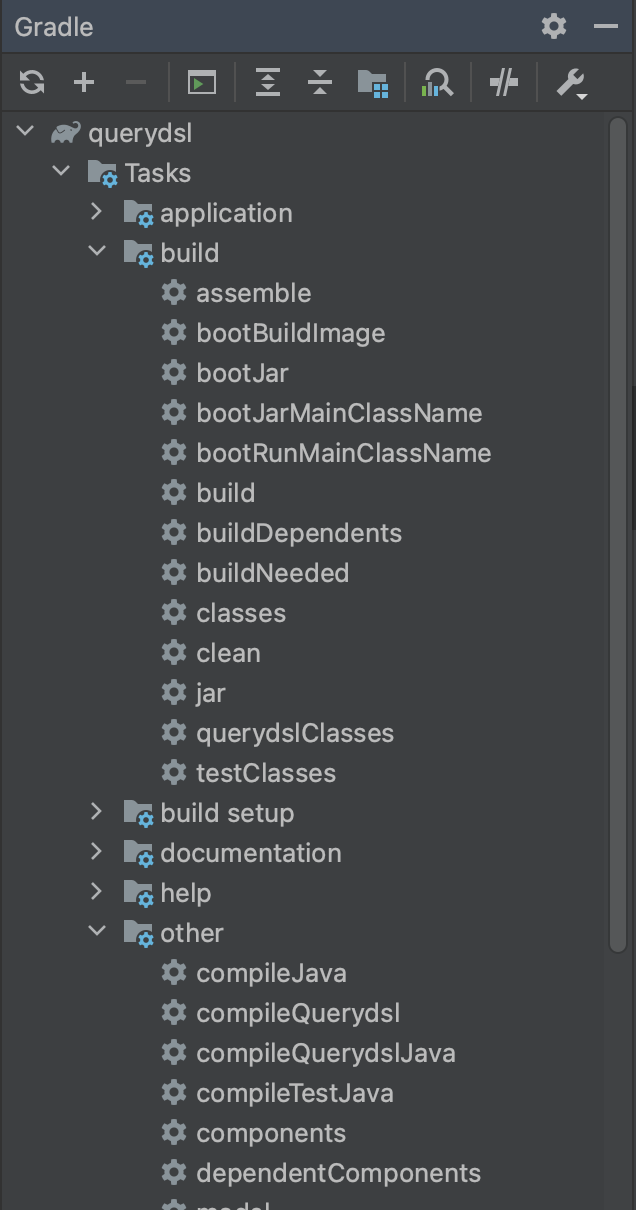 Gradle
querydsl
Tasks
application
build
assemble
bootBuildImage
bootJar
bootJarMainClassName
bootRunMainClassName
build
buildDependents
buildNeeded
classes
clean
jar
querydslClasses
testClasses
build setup
documentation
help
other
compileJava
compileQuerydsl
compileQuerydslJava
compileTestJava
components
dependentComponents